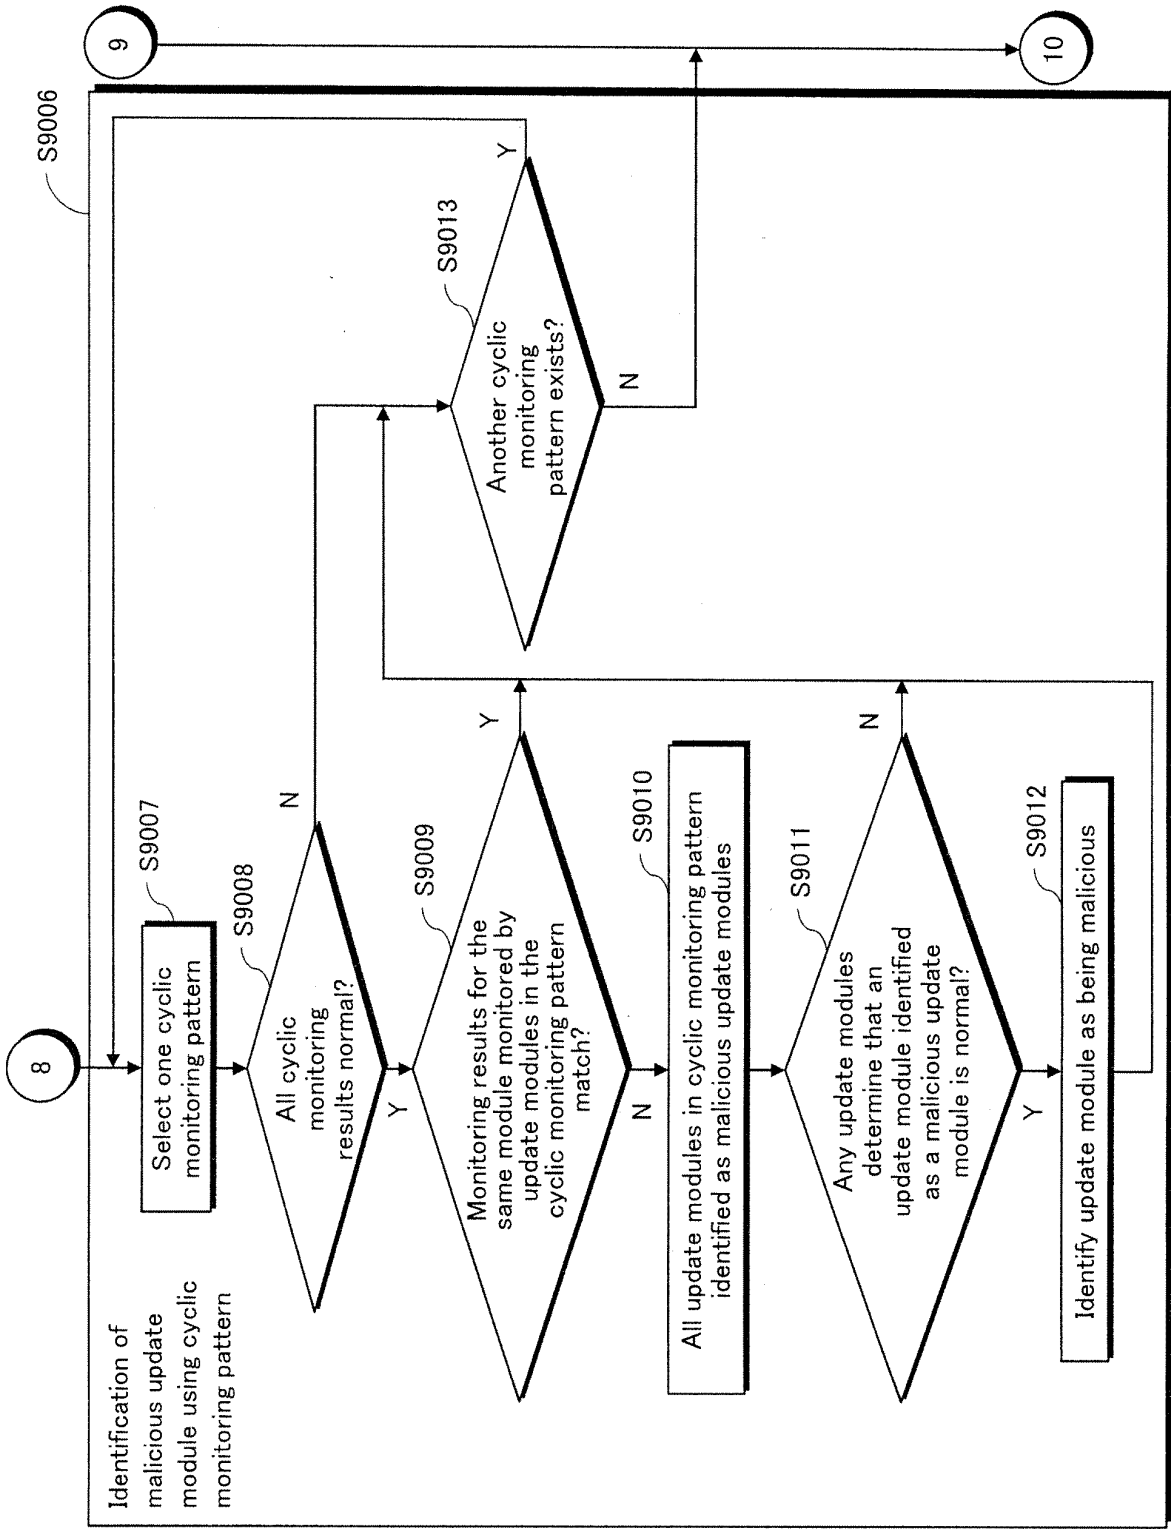 8
9
S9006
Identification of
malicious update
module using cyclic
monitoring pattern
S9007
Select one cyclic
monitoring pattern
S9008
All cyclic
monitoring
results normal?
N
Y
S9009
Monitoring results for the
same module monitored by
update modules in the
cyclic monitoring pattern
match?
Y
N
S9010
All update modules in cyclic monitoring pattern
identified as malicious update modules
S9011
Any update modules
determine that an
update module identified
as a malicious update
module is normal?
N
Y
S9012
Identify update module as being malicious
S9013
Another cyclic
monitoring
pattern exists?
Y
N
10